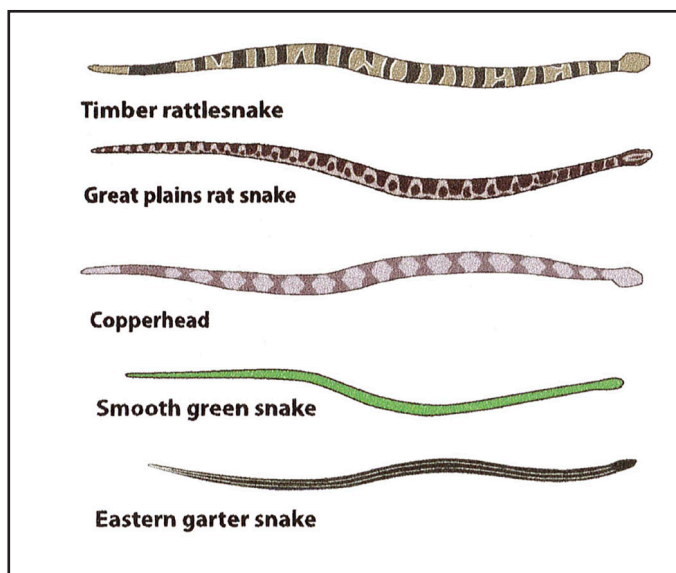 Timber rattlesnake
Great plains rat snake
Copperhead
Smooth green snake
Eastern garter snake